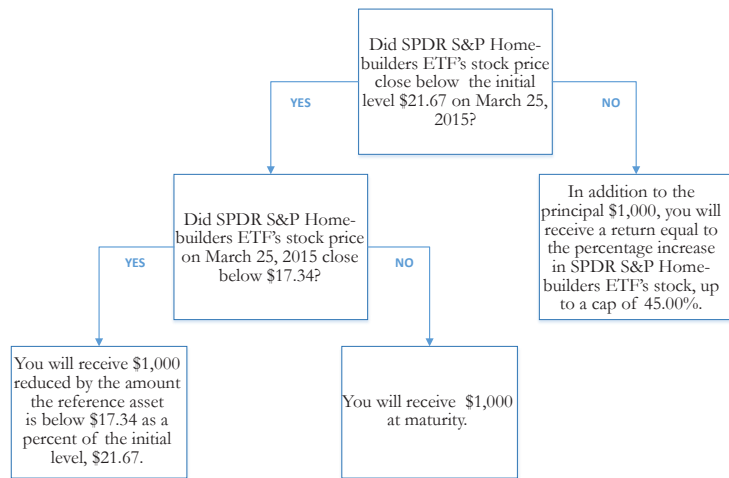 Did SPDR S&P Home-
builders ETF's stock price
close below the initial
level $21.67 on March 25,
2015?
YES
NO
Did SPDR S&P Home-
builders ETF's stock price
on March 25, 2015 close
below $17.34?
In addition to the
principal $1,000, you will
receive a return equal to
the percentage increase
in SPDR S&P Home-
builders ETF's stock, up
to a cap of 45.00%.
YES
NO
You will receive $1,000
reduced by the amount
the reference asset
is below $17.34 as a
percent of the initial
level, $21.67.
You will receive $1,000
at maturity.